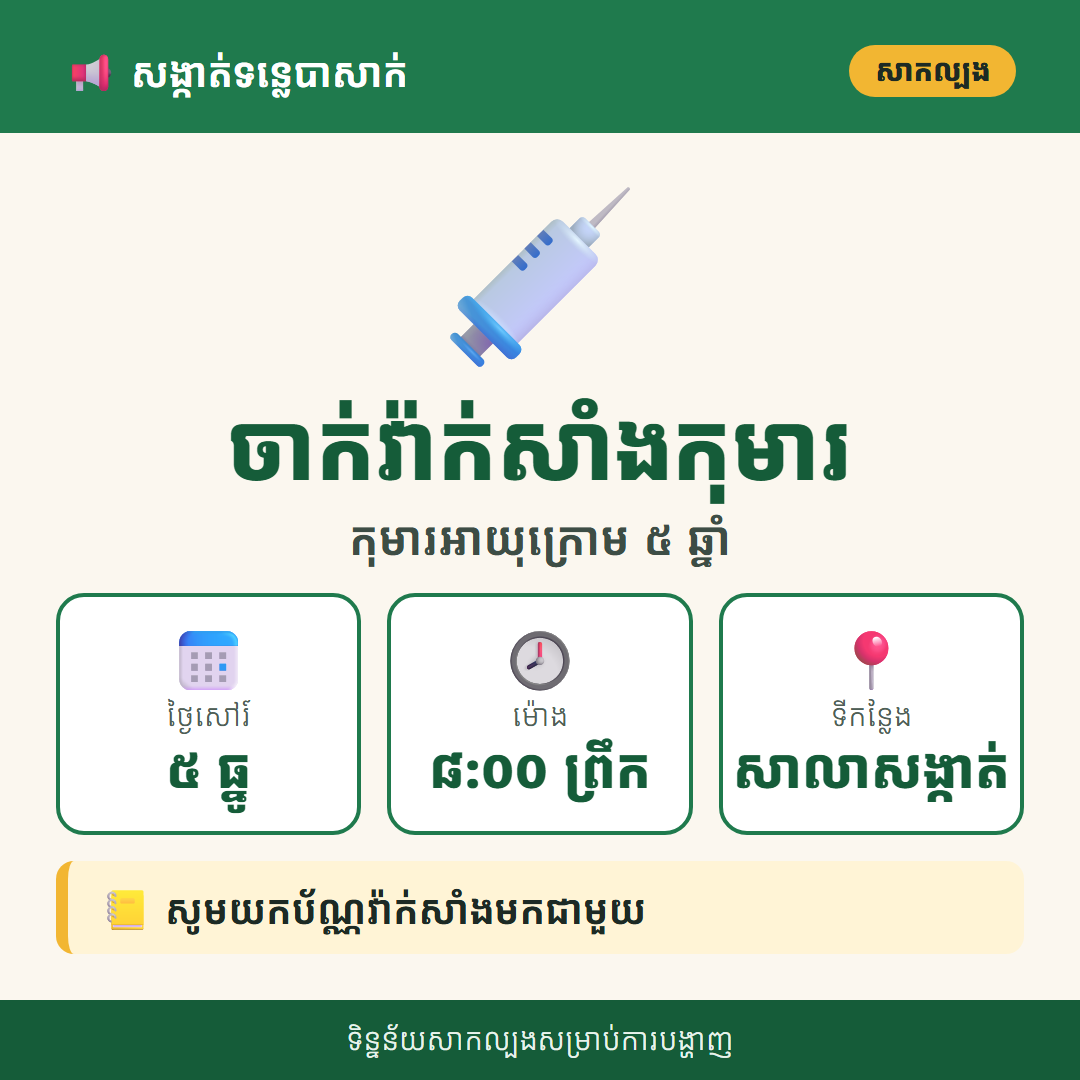 សង្កាត់ទន្លេបាសាក់
សាកល្បង
ចាក់វ៉ាក់សាំងកុមារ
កុមារអាយុក្រោម ៥ ឆ្នាំ
ថ្ងៃសៅរ៍
៥ ធ្នូ
ម៉ោង
៨:00 ព្រឹក
ទីកន្លែង
សាលាសង្កាត់
សូមយកប័ណ្ណវ៉ាក់សាំងមកជាមួយ
ទិន្នន័យសាកល្បងសម្រាប់ការបង្ហាញ